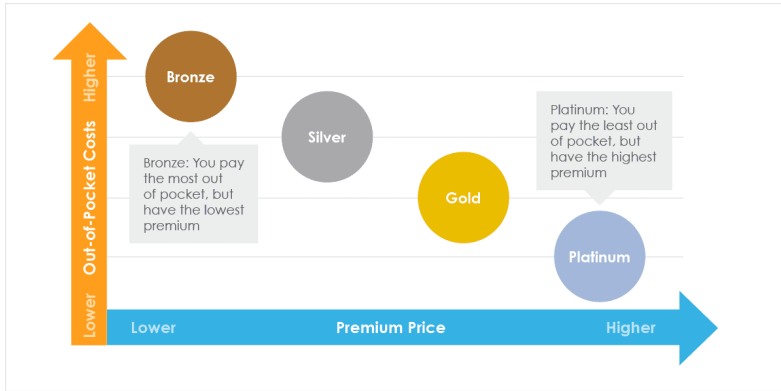 Higher
Out-of-Pocket Costs
Lower
Bronze
Bronze: You pay
the most out
of pocket, but
have the lowest
premium
Silver
Gold
Platinum: You
pay the least out
of pocket, but
have the highest
premium
Platinum
Lower
Premium Price
Higher